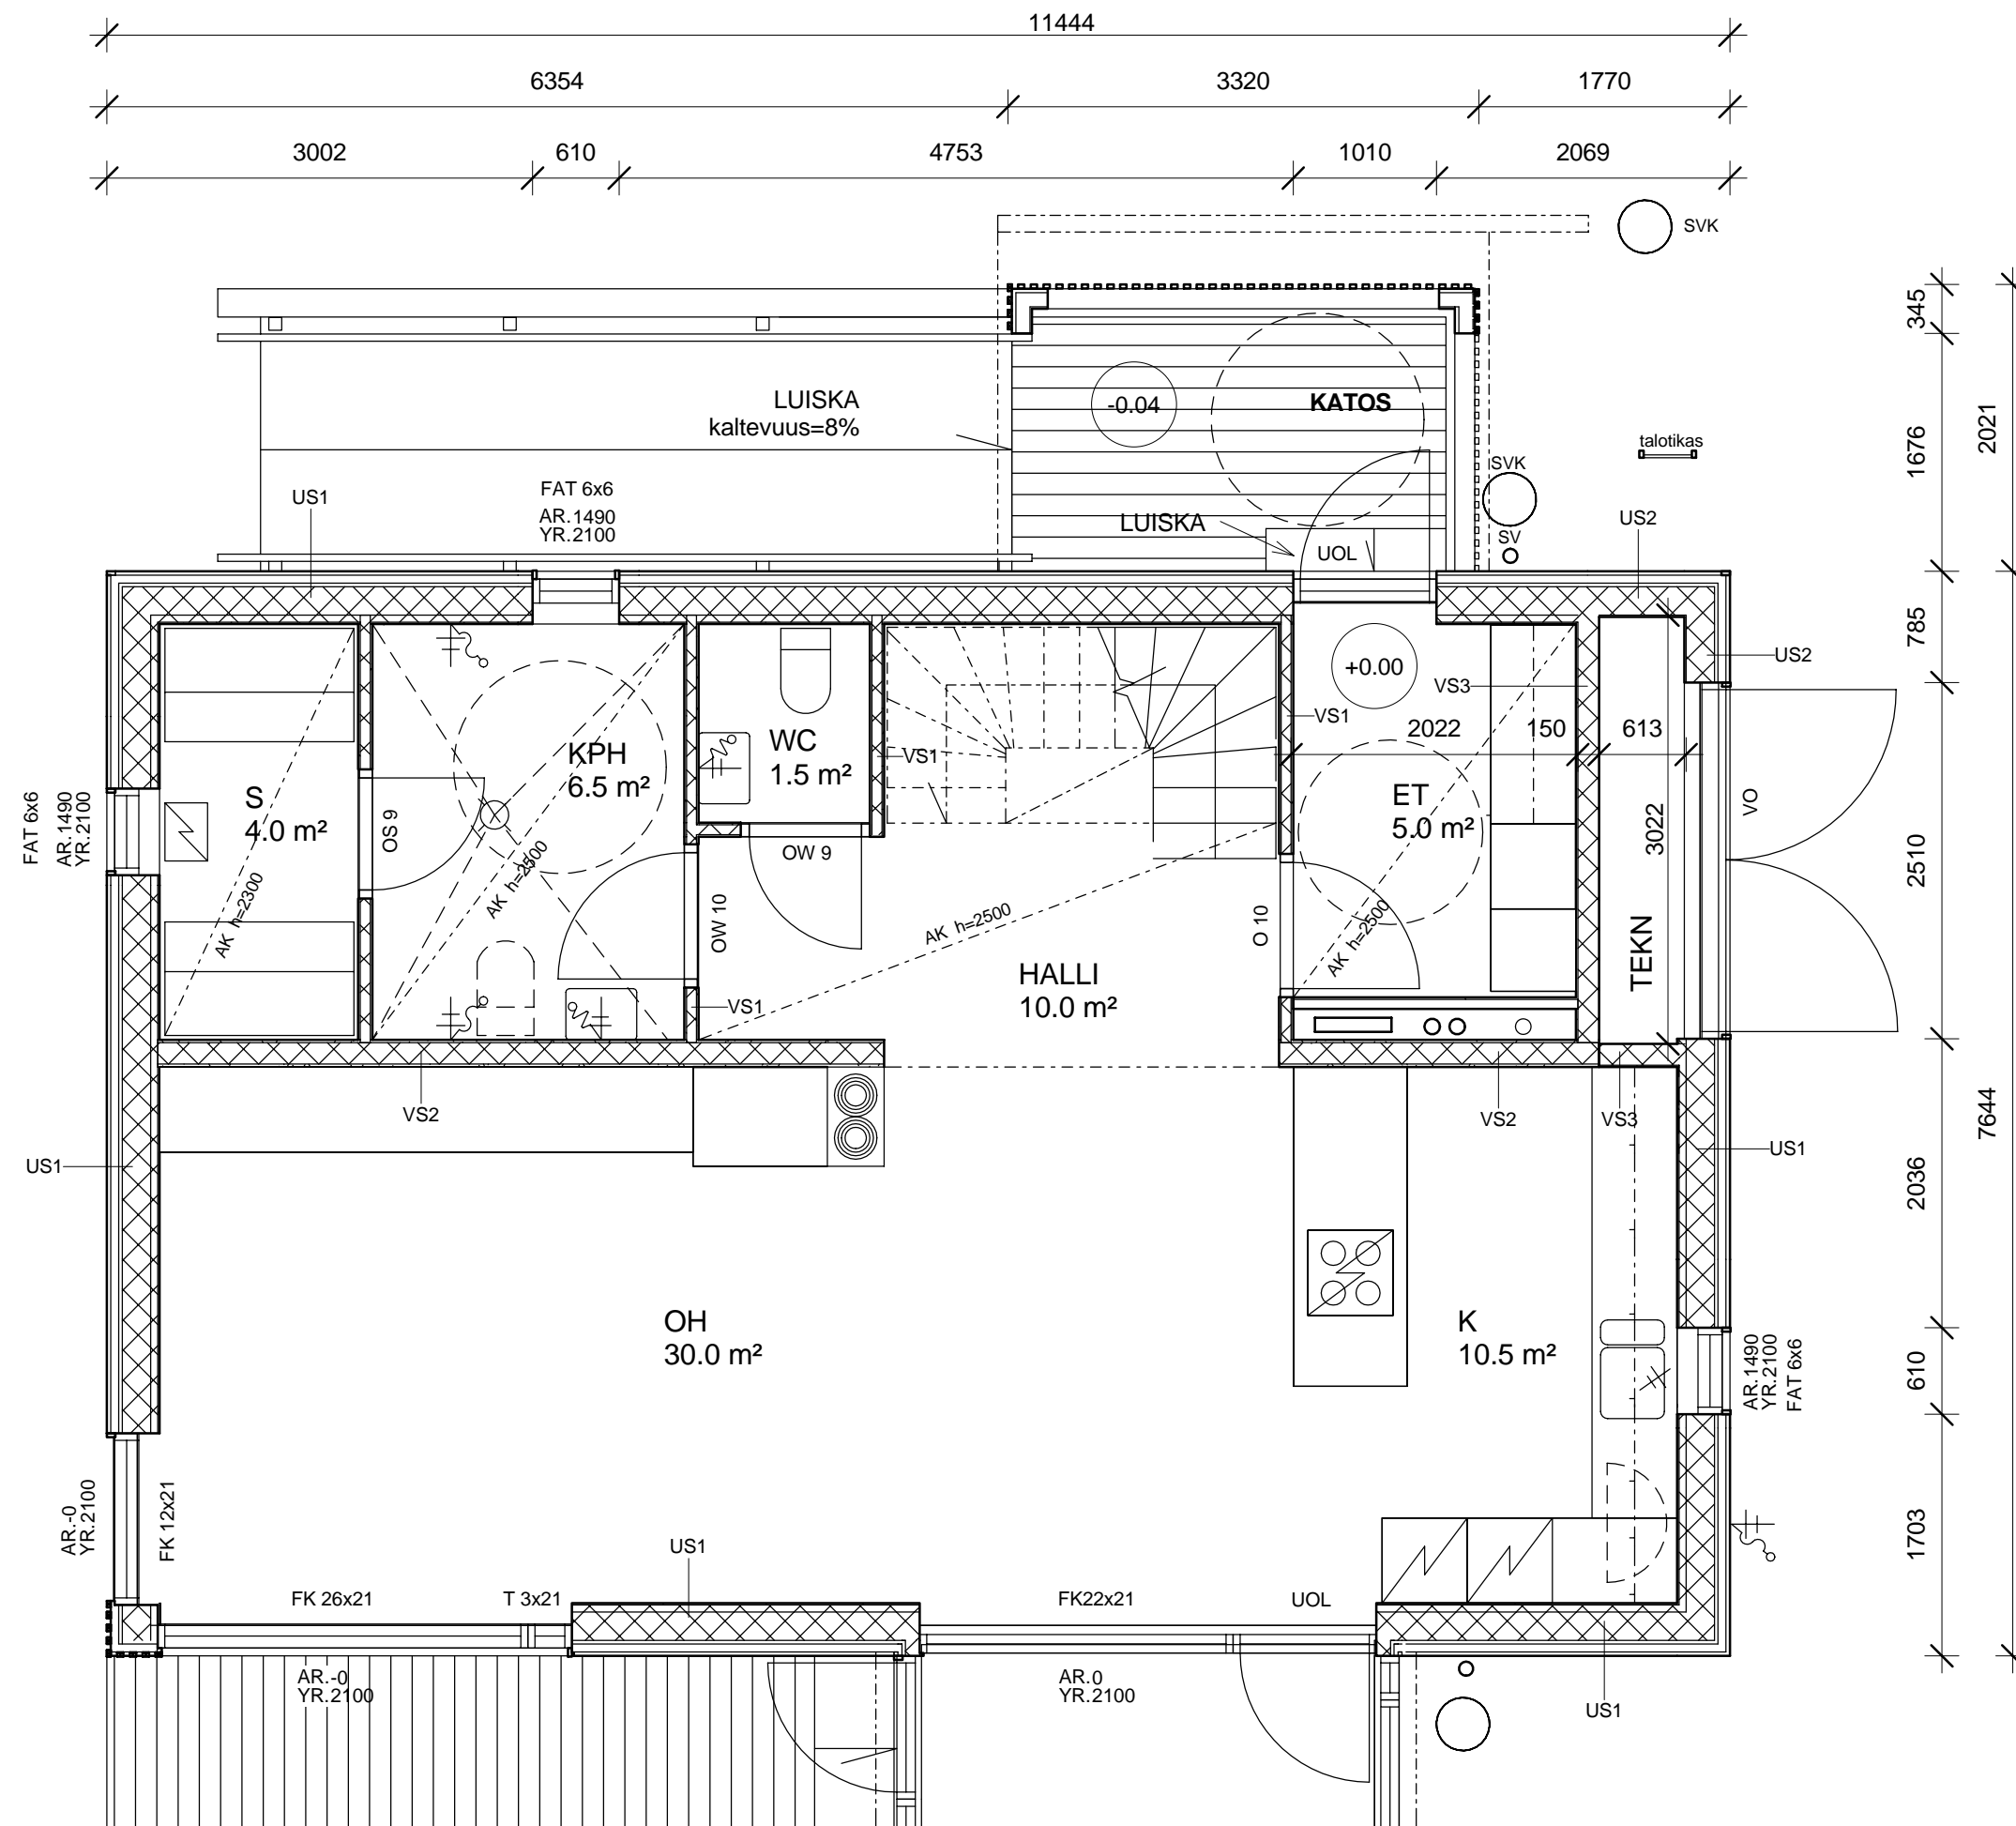 11444
6354
3320
1770
3002
610
4753
1010
2069
SVK
345
1676
2021
LUISKA
kaltevuus=8%
-0.04
KATOS
talotikas
SVK
SV
US2
US1
FAT 6x6
AR.1490
YR.2100
LUISKA
UOL
785
US2
+0.00
VS3
VS1
2022
150
613
VO
KPH
6.5 m²
WC
1.5 m²
VS1
S
4.0 m²
OS 9
FAT 6x6
AR.1490
YR.2100
ET
5.0 m²
3022
2510
OW 9
AK h=2300
AK h=2500
OW 10
AK h=2500
O 10
AK h=2500
TEKN
HALLI
10.0 m²
VS1
VS2
VS2
VS3
US1
US1
2036
7644
OH
30.0 m²
K
10.5 m²
AR.1490
YR.2100
FAT 6x6
610
AR.-0
YR.2100
FK 12x21
1703
US1
FK 26x21
T 3x21
FK22x21
UOL
AR.-0
YR.2100
AR.0
YR.2100
US1